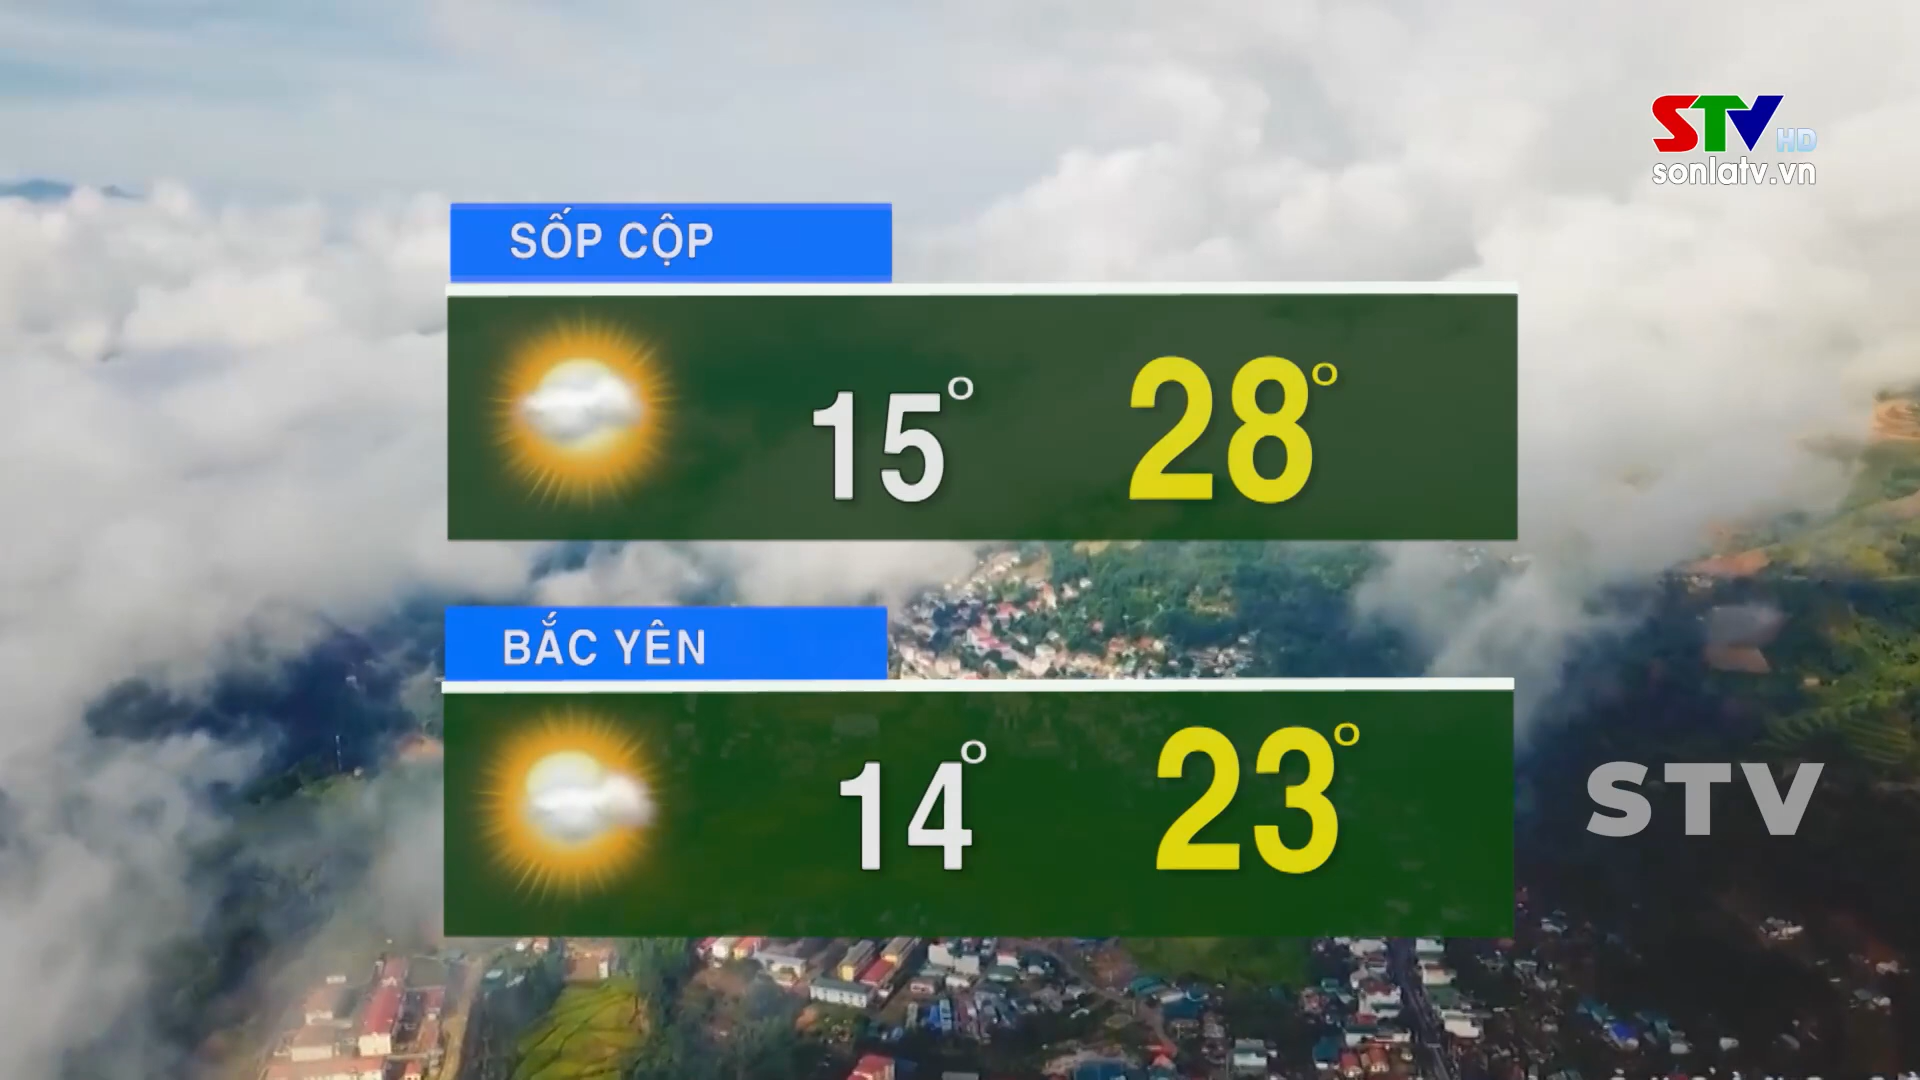 STV HD
sonlatv.vn
SỐP CỘP
15° 28°
BẮC YÊN
14° 23°
STV